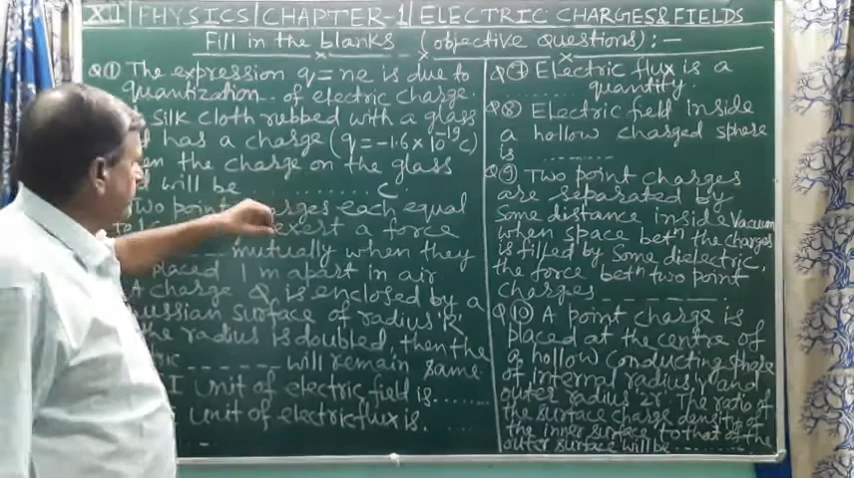 XII PHYSICS CHAPTER-1 ELECTRIC CHARGES & FIELDS
Fill in the blanks (objective questions):-
Q① The expression q = ne is due to
quantization... of electric charge.
Silk cloth rubbed with a glass
has a charge (q = -1.6 × 10⁻¹⁹C)
the charge on the glass
will be ............ C
Two point charges each equal
exert a force
mutually when they
placed 1 m apart in air
A charge Q, is enclosed by a
surface of radius 'R'
the radius is doubled, then the
------- will remain same.
I Unit of electric field is.......
unit of electric flux is. ....
Q⑦ Electric flux is a
........ quantity.
Q⑧ Electric field inside
a hollow charged sphere
is -------
Q⑨ Two point charges
are separated by
Some distance inside Vacuum
when space betⁿ the charges
is filled by Some dielectric,
the force betⁿ two point
charges ---------.
Q⑩ A point charge is
placed at the centre of
a hollow Conducting sphere
of internal radius 'r' and
outer radius '2r'. The ratio of
the surface charge density of
the inner surface to that of the
outer surface will be ........